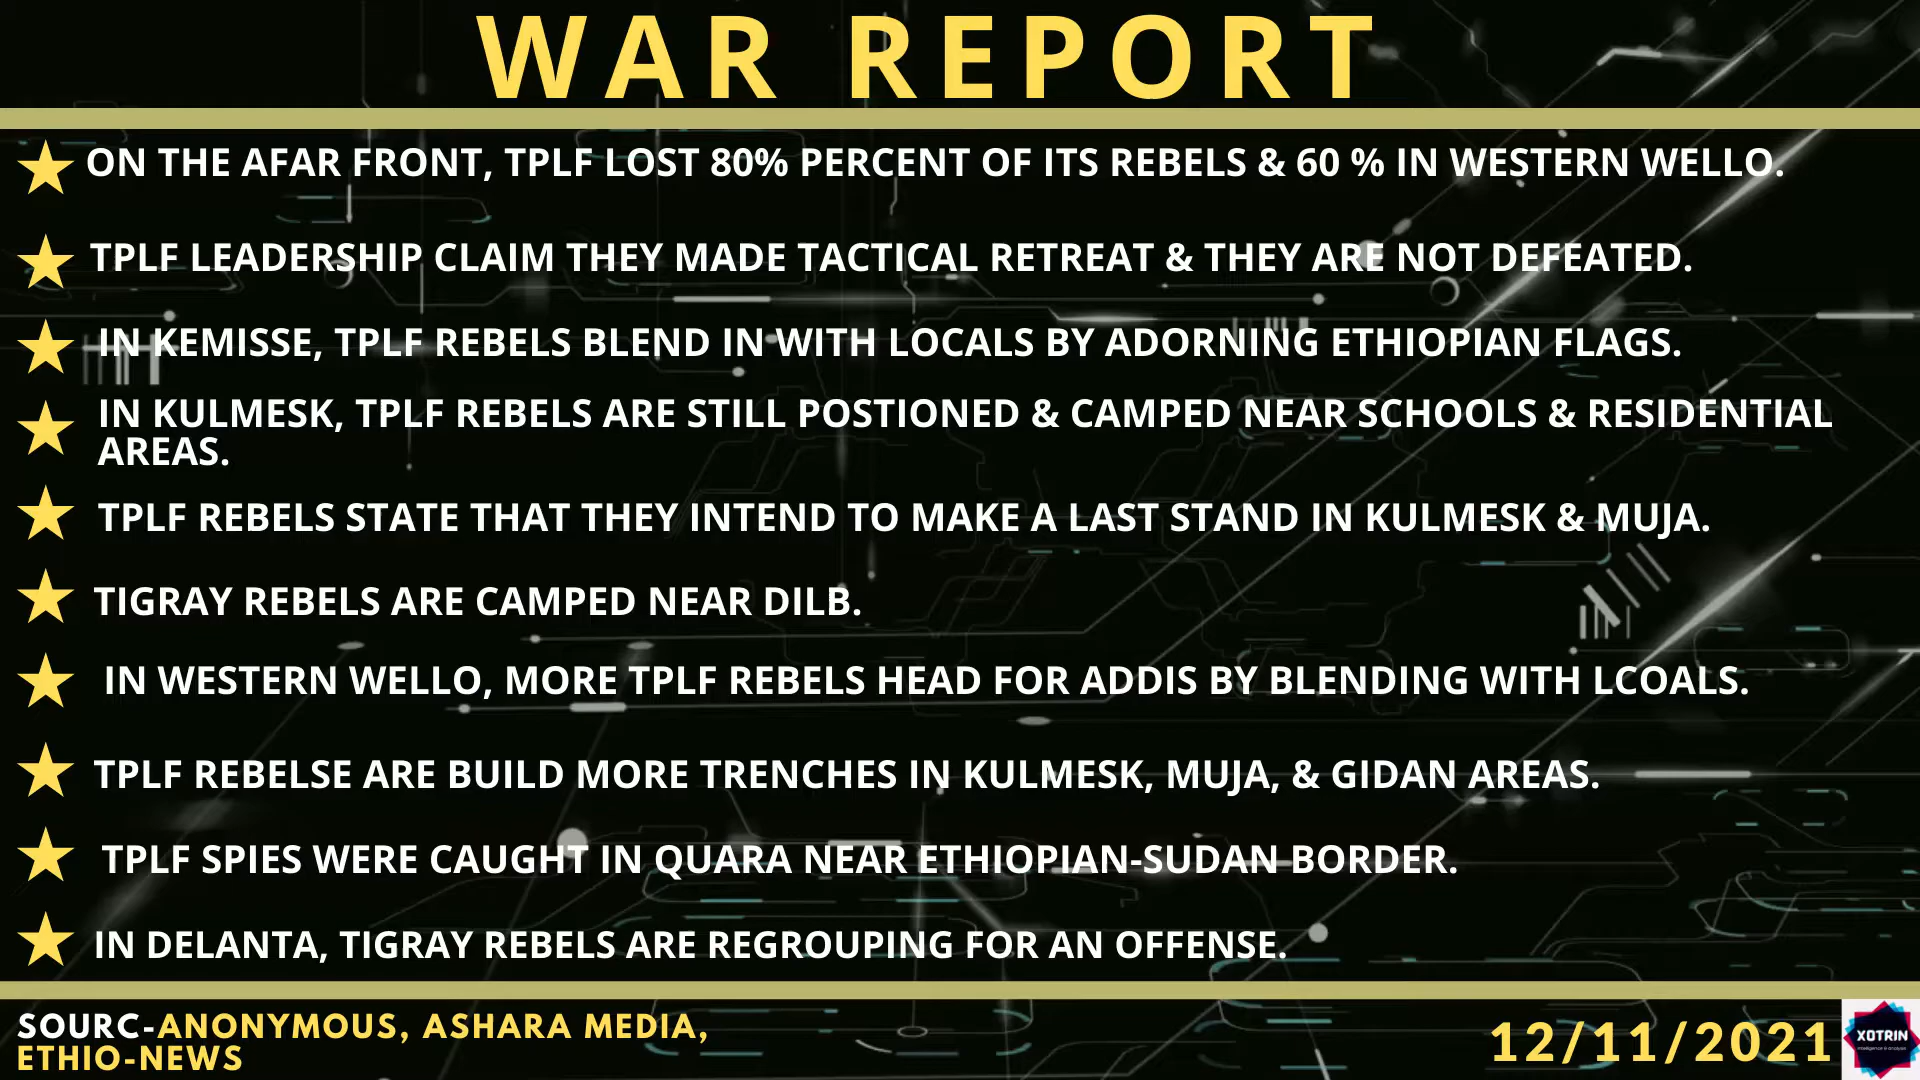 WAR REPORT
ON THE AFAR FRONT, TPLF LOST 80% PERCENT OF ITS REBELS & 60 % IN WESTERN WELLO.
TPLF LEADERSHIP CLAIM THEY MADE TACTICAL RETREAT & THEY ARE NOT DEFEATED.
IN KEMISSE, TPLF REBELS BLEND IN WITH LOCALS BY ADORNING ETHIOPIAN FLAGS.
IN KULMESK, TPLF REBELS ARE STILL POSTIONED & CAMPED NEAR SCHOOLS & RESIDENTIAL
AREAS.
TPLF REBELS STATE THAT THEY INTEND TO MAKE A LAST STAND IN KULMESK & MUJA.
TIGRAY REBELS ARE CAMPED NEAR DILB.
IN WESTERN WELLO, MORE TPLF REBELS HEAD FOR ADDIS BY BLENDING WITH LCOALS.
TPLF REBELSE ARE BUILD MORE TRENCHES IN KULMESK, MUJA, & GIDAN AREAS.
TPLF SPIES WERE CAUGHT IN QUARA NEAR ETHIOPIAN-SUDAN BORDER.
IN DELANTA, TIGRAY REBELS ARE REGROUPING FOR AN OFFENSE.
SOURC-ANONYMOUS, ASHARA MEDIA,
ETHIO-NEWS
12/11/2021
XOTRIN